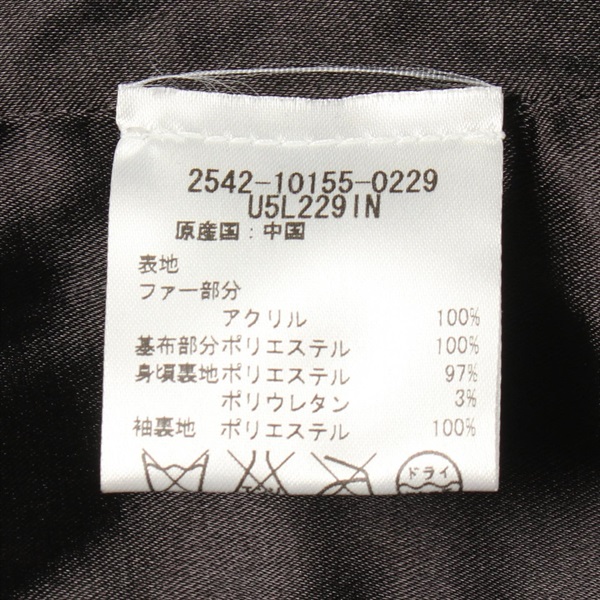 2542-10155-0229
U5L229IN
原産国:中国
表地
ファー部分
アクリル 100%
基布部分ポリエステル 100%
身頃裏地ポリエステル 97%
ポリウレタン 3%
袖裏地 ポリエステル 100%
ドライ